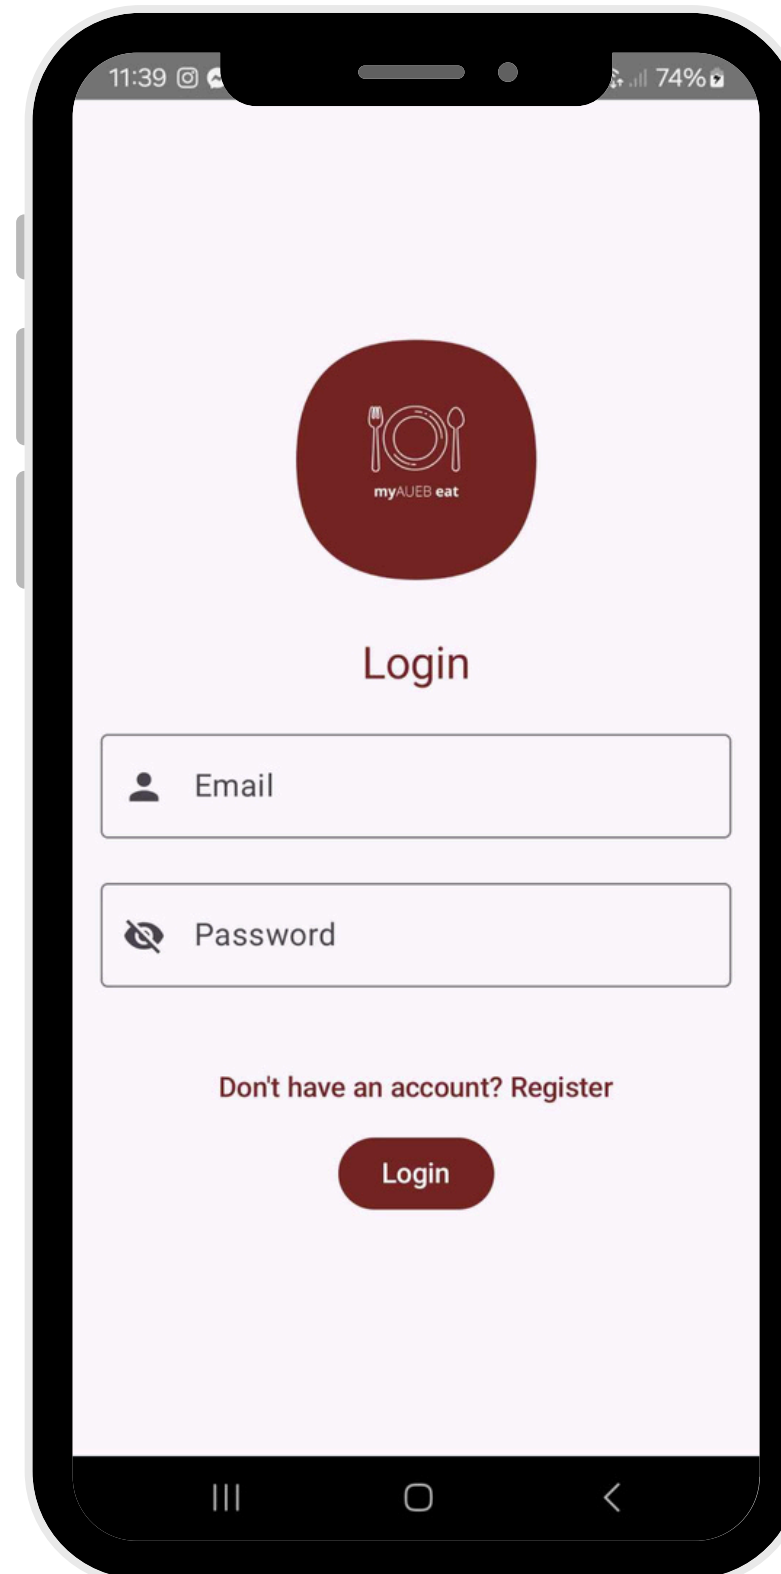 11:39
74%
myAUEB eat
Login
Email
Password
Don't have an account? Register
Login